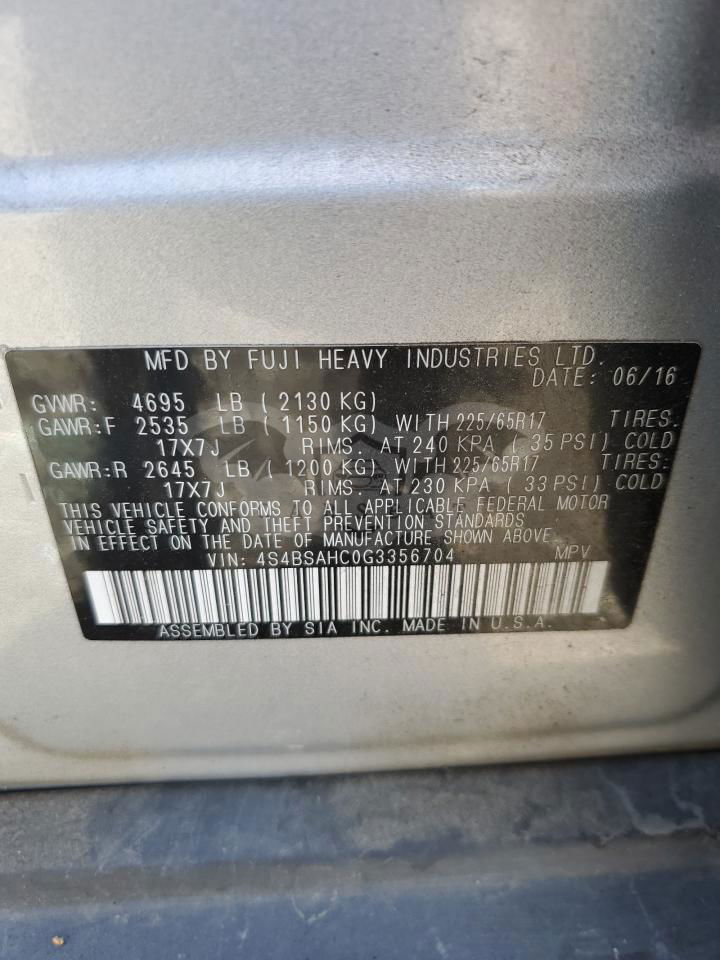 MFD BY FUJI HEAVY INDUSTRIES LTD.
DATE: 06/16
GVWR: 4695 LB ( 2130 KG)
GAWR:F 2535 LB ( 1150 KG) WITH 225/65R17 TIRES.
17X7J RIMS. AT 240 KPA ( 35 PSI) COLD
GAWR:R 2645 LB ( 1200 KG) WITH 225/65R17 TIRES:
17X7J RIMS. AT 230 KPA ( 33 PSI) COLD
THIS VEHICLE CONFORMS TO ALL APPLICABLE FEDERAL MOTOR
VEHICLE SAFETY AND THEFT PREVENTION STANDARDS
IN EFFECT ON THE DATE OF MANUFACTURE SHOWN ABOVE.
VIN: 4S4BSAHC0G3356704 MPV
ASSEMBLED BY SIA INC. MADE IN U.S.A.